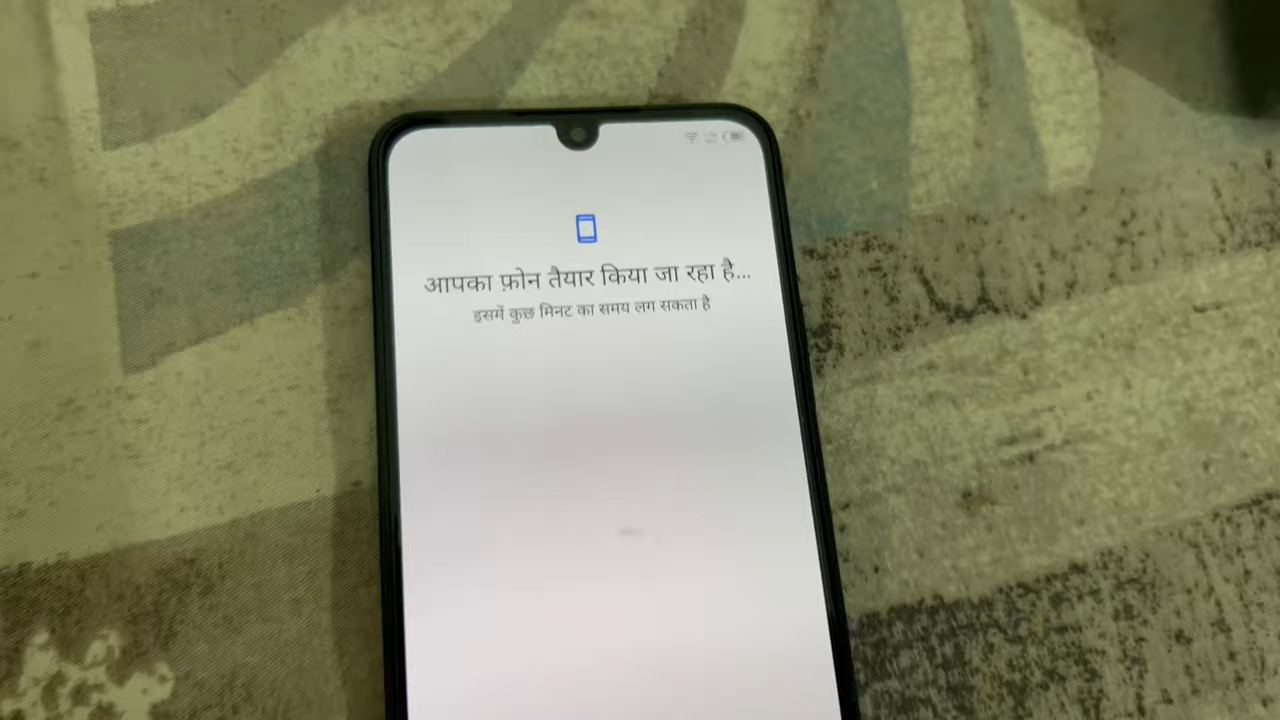 आपका फ़ोन तैयार किया जा रहा है...
इसमें कुछ मिनट का समय लग सकता है